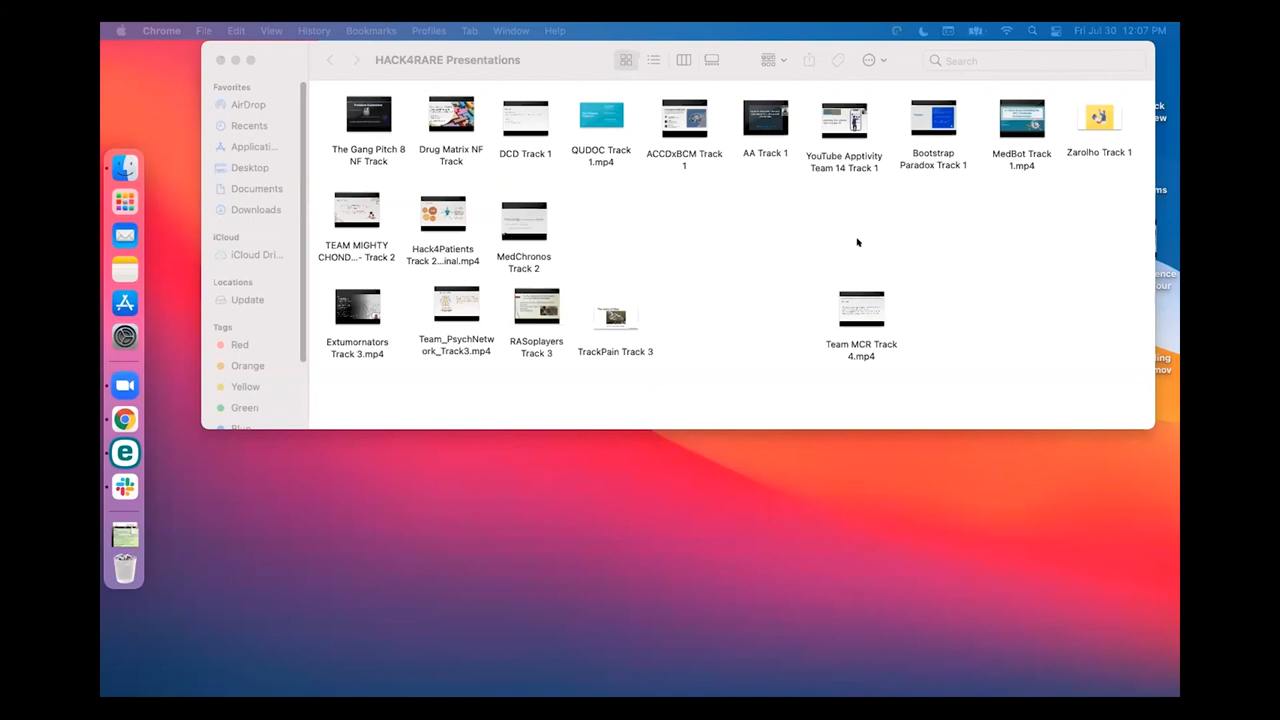 Chrome File Edit View History Bookmarks Profiles Tab Window Help Fri Jul 30 12:07 PM
HACK4RARE Presentations
Search
Favorites
AirDrop
Recents
Applicati...
Desktop
Documents
Downloads
iCloud
iCloud Dri...
Locations
Update
Tags
Red
Orange
Yellow
Green
Blue
The Gang Pitch 8
NF Track
Drug Matrix NF
Track
DCD Track 1
QUDOC Track
1.mp4
ACCDxBCM Track
1
AA Track 1
YouTube Apptivity
Team 14 Track 1
Bootstrap
Paradox Track 1
MedBot Track
1.mp4
Zarolho Track 1
TEAM MIGHTY
CHOND...- Track 2
Hack4Patients
Track 2...inal.mp4
MedChronos
Track 2
Extumornators
Track 3.mp4
Team_PsychNetw
ork_Track3.mp4
RASoplayers
Track 3
TrackPain Track 3
Team MCR Track
4.mp4